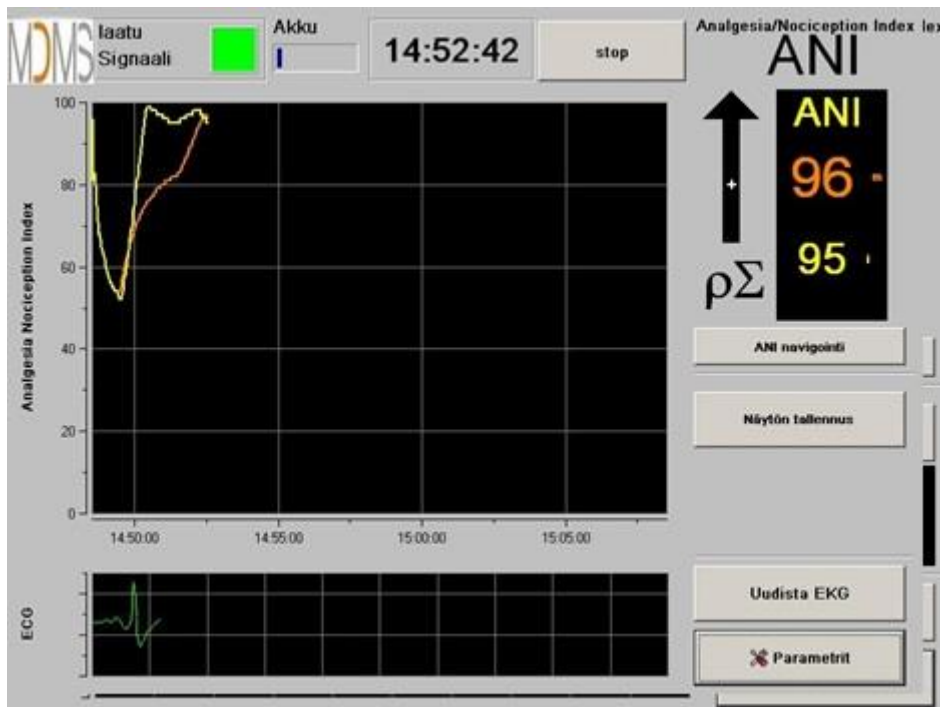 MDMS
laatu
Signaali
Akku
14:52:42
stop
Analgesia/Nociception Index lex
ANI
ANI
96 m
95 i
ρΣ
ANI navigointi
Näytön tallennus
Uudista EKG
Parametrit
Analgesia Nociception Index
100
80
60
40
20
0
14:50:00 14:55:00 15:00:00 15:05:00
ECG